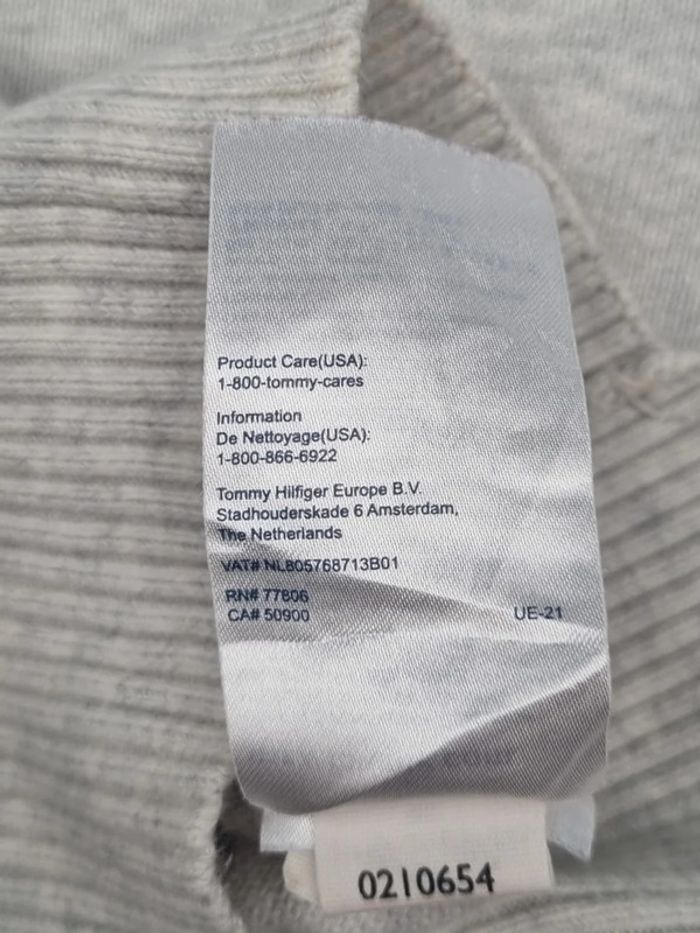 Product Care(USA):
1-800-tommy-cares
Information
De Nettoyage(USA):
1-800-866-6922
Tommy Hilfiger Europe B.V.
Stadhouderskade 6 Amsterdam,
The Netherlands
VAT# NL805768713B01
RN# 77806
CA# 50900 UE-21
0210654